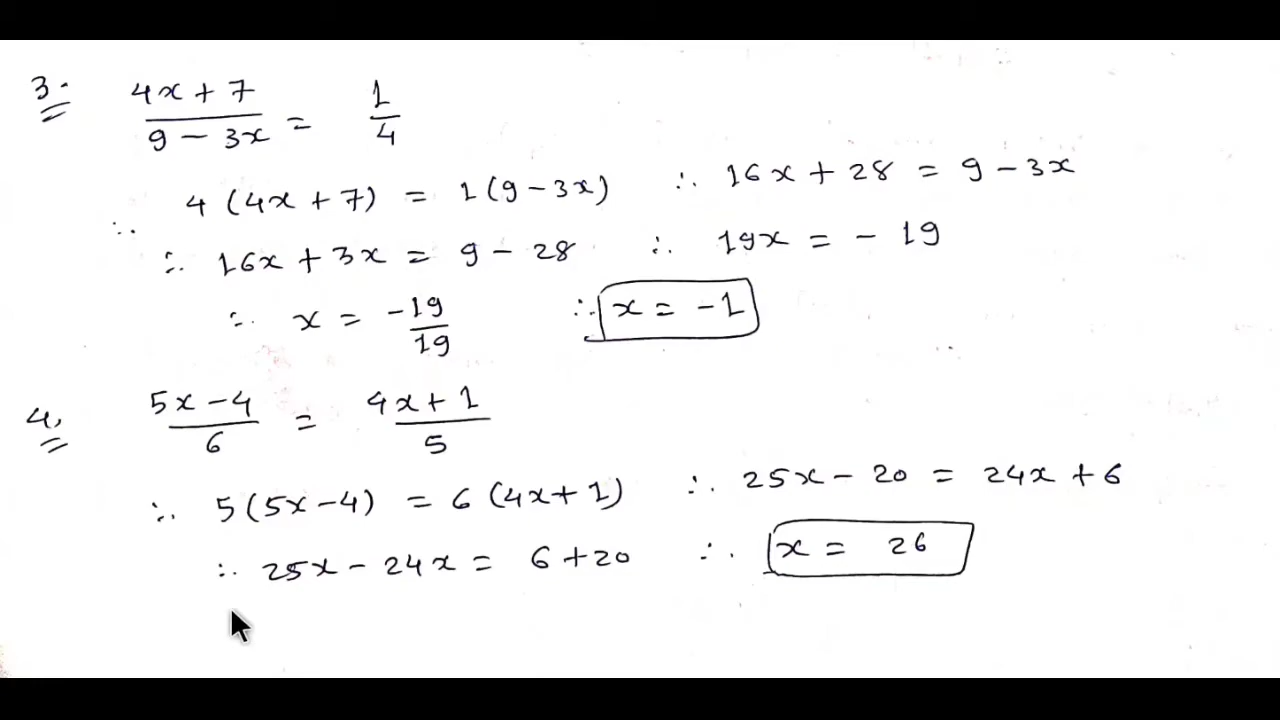 3. (4x + 7)/(9 - 3x) = 1/4
∴ 4 (4x + 7) = 1 (9 - 3x) ∴ 16x + 28 = 9 - 3x
∴ 16x + 3x = 9 - 28 ∴ 19x = - 19
∴ x = -19/19 ∴ x = -1
4. (5x - 4)/6 = (4x + 1)/5
∴ 5 (5x - 4) = 6 (4x + 1) ∴ 25x - 20 = 24x + 6
∴ 25x - 24x = 6 + 20 ∴ x = 26